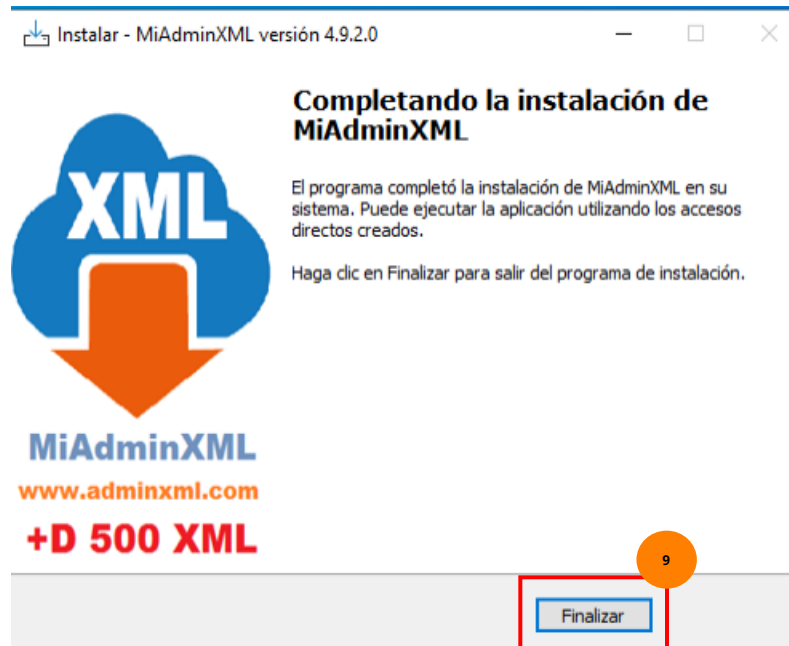 Instalar - MiAdminXML versión 4.9.2.0
Completando la instalación de
MiAdminXML
El programa completó la instalación de MiAdminXML en su
sistema. Puede ejecutar la aplicación utilizando los accesos
directos creados.
Haga clic en Finalizar para salir del programa de instalación.
XML
MiAdminXML
www.adminxml.com
+D 500 XML
9
Finalizar